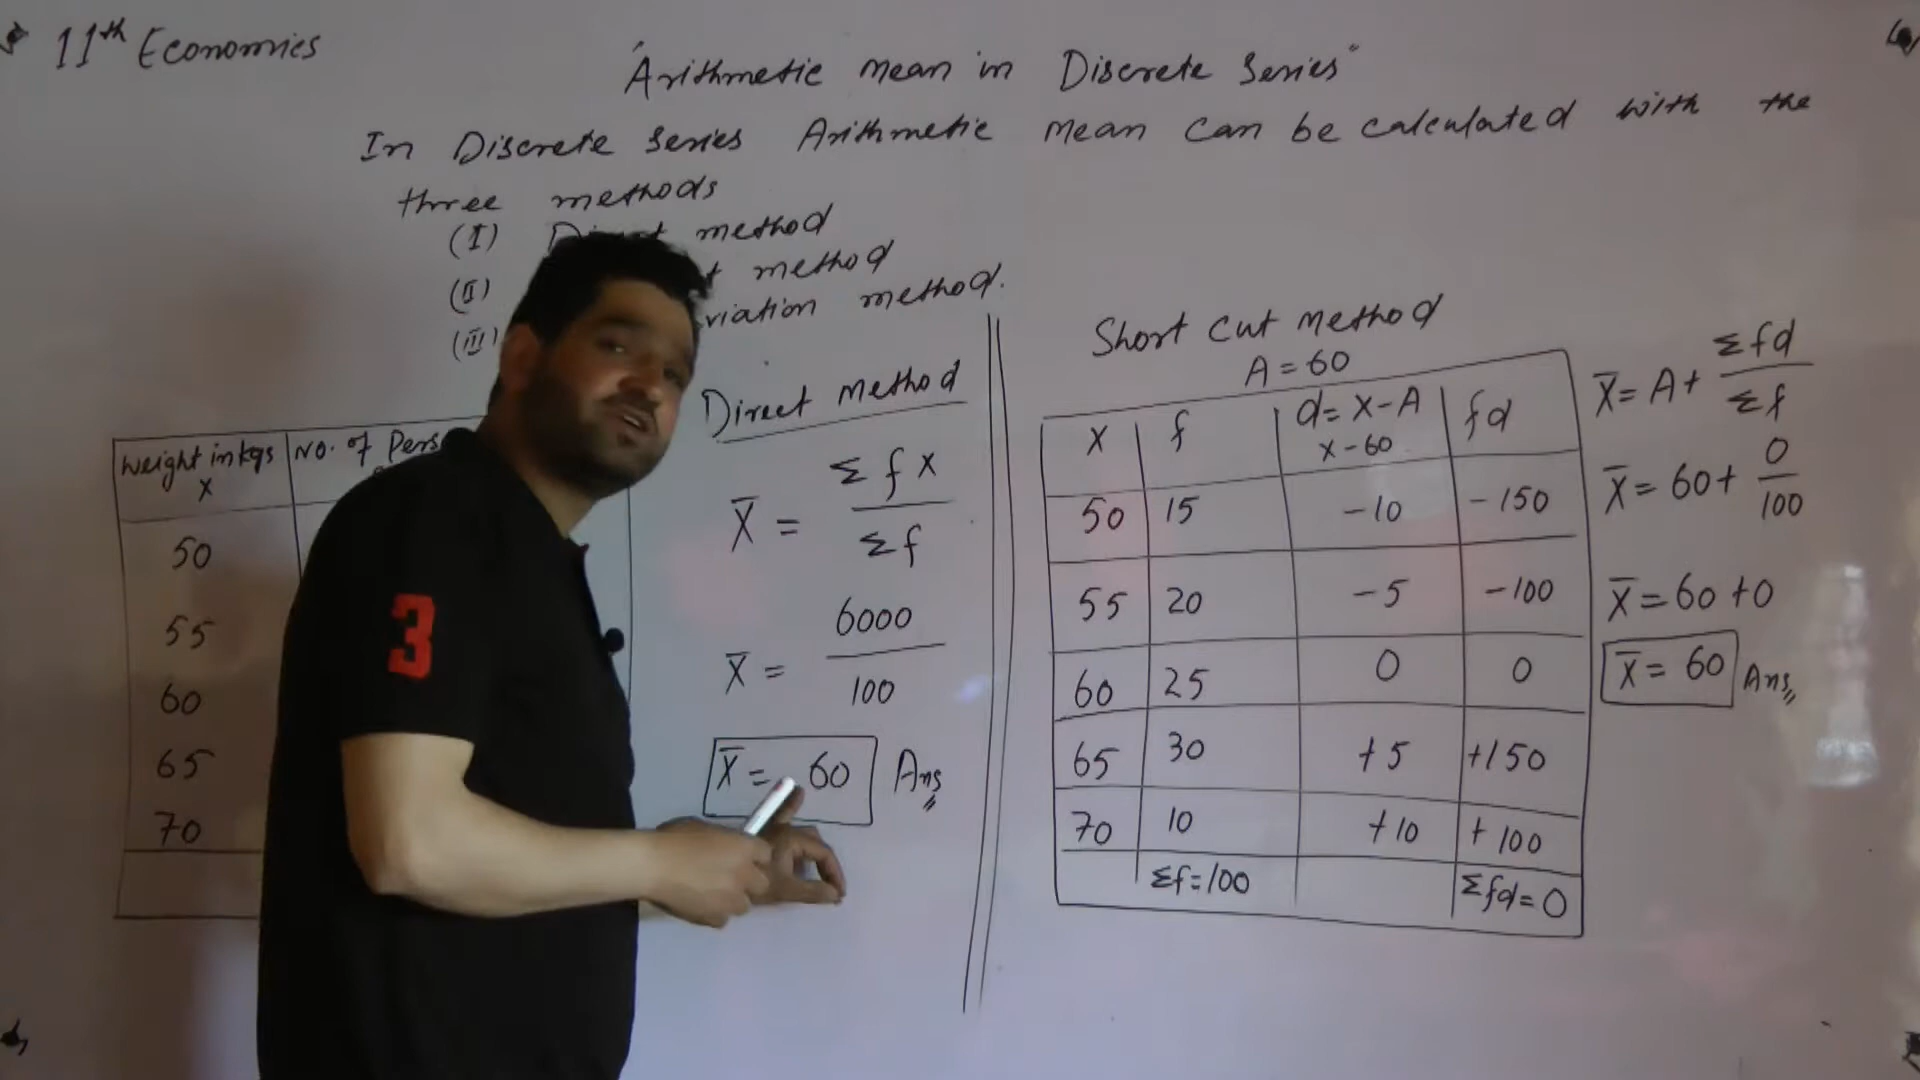 11th Economics
"Arithmetic mean in Discrete Series"
In Discrete series Arithmetic mean can be calculated with the
three methods
(I) method
(II) method
(III) method.
Direct method
X̄ = Σfx / Σf
X̄ = 6000 / 100
X̄ = 60 Ans
Weight in kgs No. of
X
50
55
60
65
70
Short Cut method
A = 60
X f d = X-A fd
X-60
50 15 -10 -150
55 20 -5 -100
60 25 0 0
65 30 +5 +150
70 10 +10 +100
Σf=100 Σfd=0
X̄ = A + Σfd / Σf
X̄ = 60 + 0 / 100
X̄ = 60 + 0
X̄ = 60 Ans
3